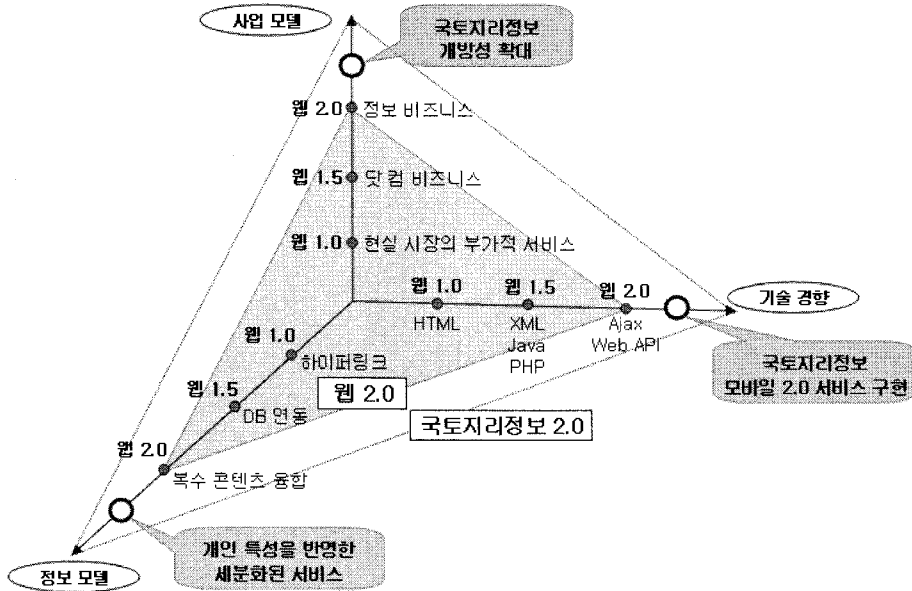 사업 모델
국토지리정보
개방성 확대
웹 2.0 정보 비즈니스
웹 1.5 닷컴 비즈니스
웹 1.0 현실 시장의 부가적 서비스
웹 1.0
HTML
웹 1.5
XML
Java
PHP
웹 2.0
Ajax
Web API
기술 경향
국토지리정보
모바일 2.0 서비스 구현
웹 1.0
하이퍼링크
웹 1.5
DB 연동
웹 2.0
복수 콘텐츠 융합
웹 2.0
국토지리정보 2.0
개인 특성을 반영한
세분화된 서비스
정보 모델